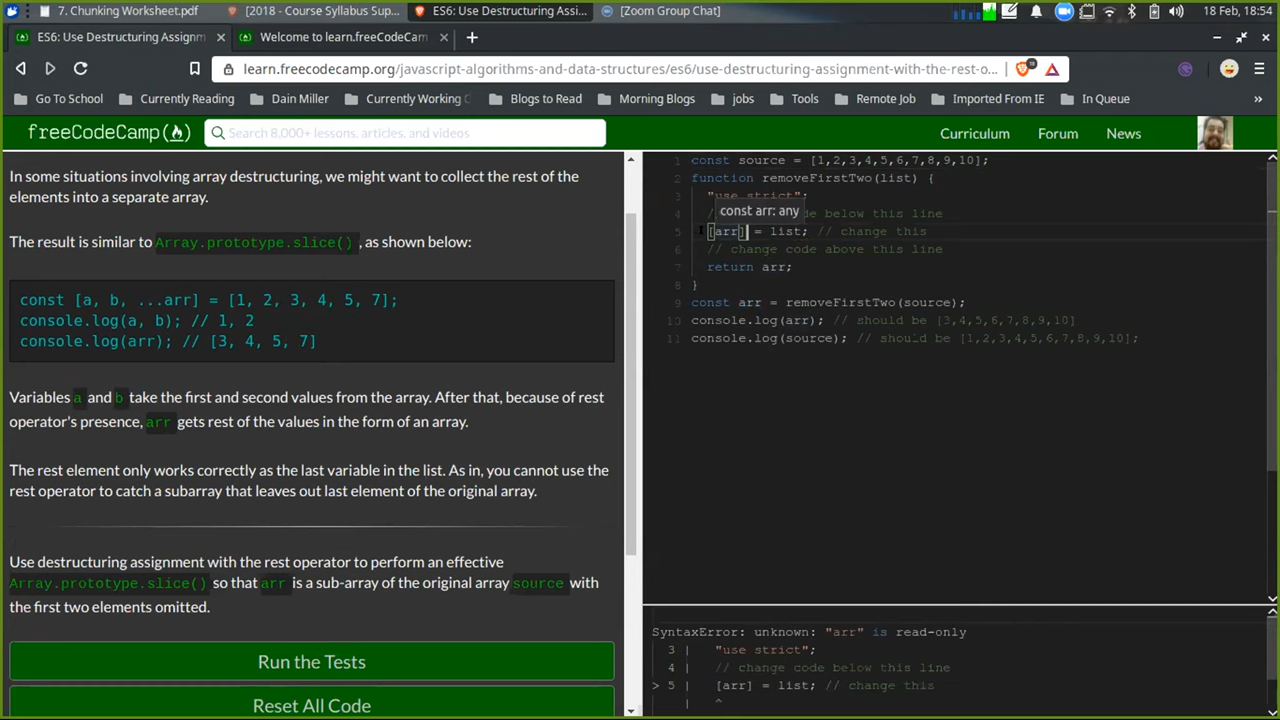 7. Chunking Worksheet.pdf
[2018 - Course Syllabus Sup...
ES6: Use Destructuring Assi...
[Zoom Group Chat]
18 Feb, 18:54
ES6: Use Destructuring Assignm
Welcome to learn.freeCodeCam
learn.freecodecamp.org/javascript-algorithms-and-data-structures/es6/use-destructuring-assignment-with-the-rest-o...
18
Go To School
Currently Reading
Dain Miller
Currently Working C
Blogs to Read
Morning Blogs
jobs
Tools
Remote Job
Imported From IE
In Queue
»
freeCodeCamp
Search 8,000+ lessons, articles, and videos
Curriculum
Forum
News
In some situations involving array destructuring, we might want to collect the rest of the
elements into a separate array.
The result is similar to Array.prototype.slice() , as shown below:
const [a, b, ...arr] = [1, 2, 3, 4, 5, 7];
console.log(a, b); // 1, 2
console.log(arr); // [3, 4, 5, 7]
Variables a and b take the first and second values from the array. After that, because of rest
operator's presence, arr gets rest of the values in the form of an array.
The rest element only works correctly as the last variable in the list. As in, you cannot use the
rest operator to catch a subarray that leaves out last element of the original array.
Use destructuring assignment with the rest operator to perform an effective
Array.prototype.slice() so that arr is a sub-array of the original array source with
the first two elements omitted.
Run the Tests
Reset All Code
1 const source = [1,2,3,4,5,6,7,8,9,10];
2 function removeFirstTwo(list) {
3 "use strict";
const arr: any
4 / de below this line
5 [arr] = list; // change this
6 // change code above this line
7 return arr;
8 }
9 const arr = removeFirstTwo(source);
10 console.log(arr); // should be [3,4,5,6,7,8,9,10]
11 console.log(source); // should be [1,2,3,4,5,6,7,8,9,10];
SyntaxError: unknown: "arr" is read-only
3 | "use strict";
4 | // change code below this line
> 5 | [arr] = list; // change this
| ^